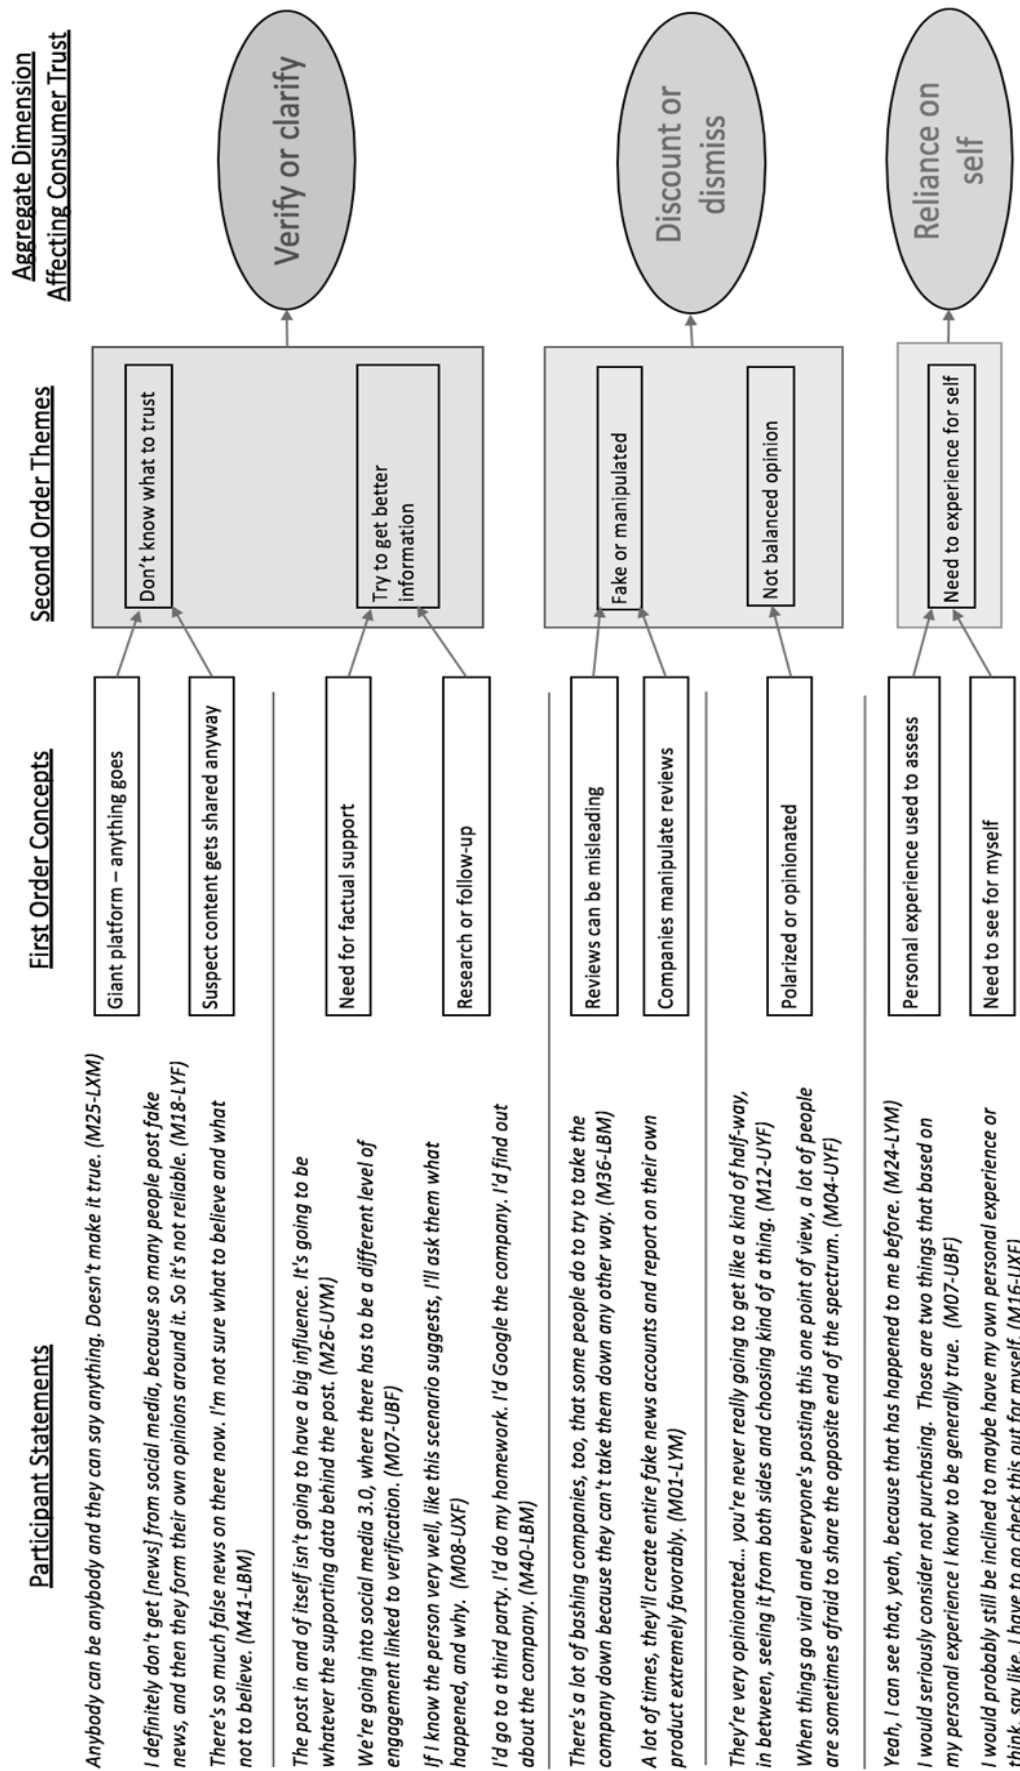 Participant Statements
First Order Concepts
Second Order Themes
Aggregate Dimension
Affecting Consumer Trust
Anybody can be anybody and they can say anything. Doesn't make it true. (M25-LXM)
I definitely don't get [news] from social media, because so many people post fake
news, and then they form their own opinions around it. So it's not reliable. (M18-LYF)
There's so much false news on there now. I'm not sure what to believe and what
not to believe. (M41-LBM)
Giant platform – anything goes
Suspect content gets shared anyway
Don't know what to trust
The post in and of itself isn't going to have a big influence. It's going to be
whatever the supporting data behind the post. (M26-UYM)
We're going into social media 3.0, where there has to be a different level of
engagement linked to verification. (M07-UBF)
If I know the person very well, like this scenario suggests, I'll ask them what
happened, and why. (M08-UXF)
I'd go to a third party. I'd do my homework. I'd Google the company. I'd find out
about the company. (M40-LBM)
Need for factual support
Research or follow-up
Try to get better
information
Verify or clarify
There's a lot of bashing companies, too, that some people do to try to take the
company down because they can't take them down any other way. (M36-LBM)
A lot of times, they'll create entire fake news accounts and report on their own
product extremely favorably. (M01-LYM)
Reviews can be misleading
Companies manipulate reviews
Fake or manipulated
They're very opinionated... you're never really going to get like a kind of half-way,
in between, seeing it from both sides and choosing kind of a thing. (M12-UYF)
When things go viral and everyone's posting this one point of view, a lot of people
are sometimes afraid to share the opposite end of the spectrum. (M04-UYF)
Polarized or opinionated
Not balanced opinion
Discount or
dismiss
Yeah, I can see that, yeah, because that has happened to me before. (M24-LYM)
I would seriously consider not purchasing. Those are two things that based on
my personal experience I know to be generally true. (M07-UBF)
I would probably still be inclined to maybe have my own personal experience or
think, say like, I have to go check this out for myself. (M16-UXF)
Personal experience used to assess
Need to see for myself
Need to experience for self
Reliance on
self